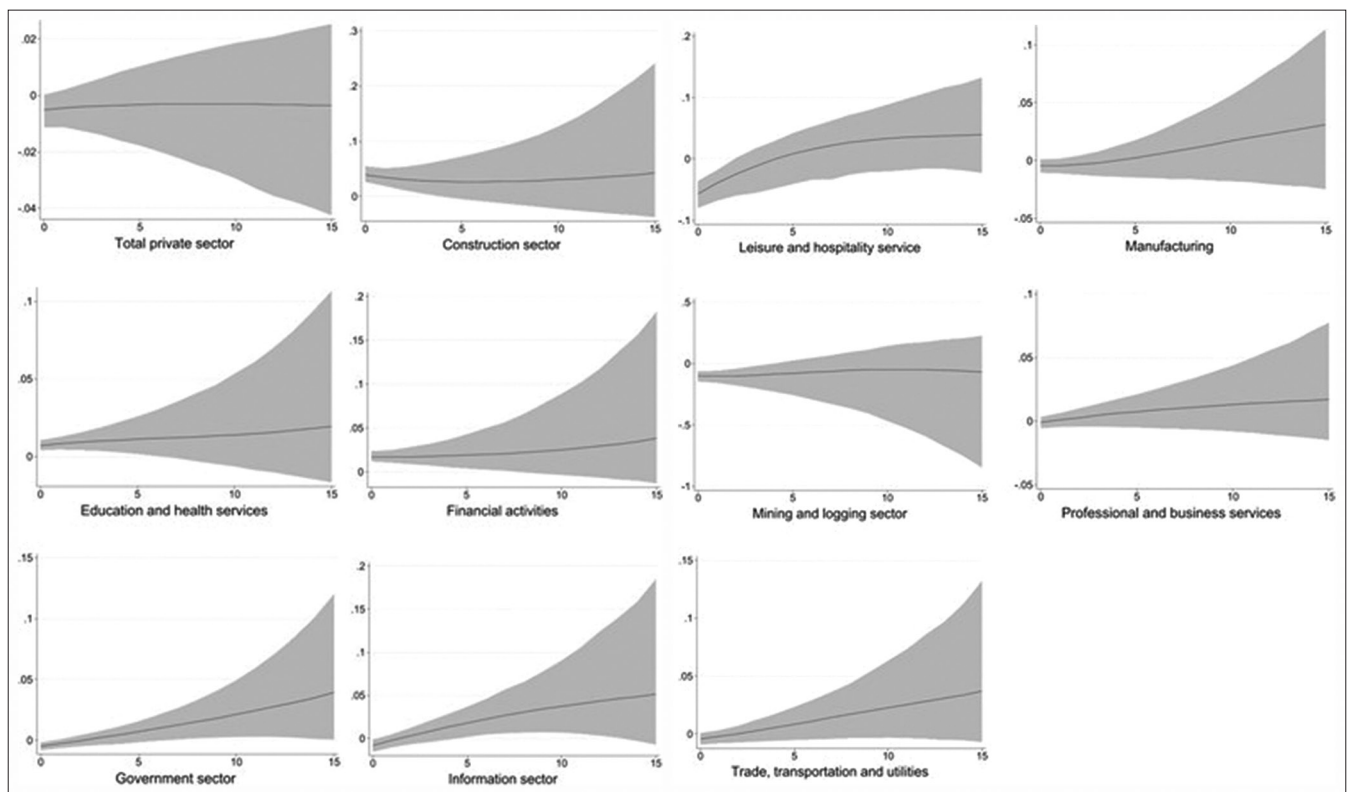 .02
0
-.02
-.04
0 5 10 15
Total private sector
.3
.2
.1
0
0 5 10 15
Construction sector
.2
.1
0
-.1
0 5 10 15
Leisure and hospitality service
.1
.05
0
-.05
0 5 10 15
Manufacturing
.1
.05
0
0 5 10 15
Education and health services
.2
.15
.1
.05
0
0 5 10 15
Financial activities
.5
0
-.5
-1
0 5 10 15
Mining and logging sector
.1
.05
0
-.05
0 5 10 15
Professional and business services
.15
.1
.05
0
0 5 10 15
Government sector
.2
.15
.1
.05
0
0 5 10 15
Information sector
.15
.1
.05
0
0 5 10 15
Trade, transportation and utilities